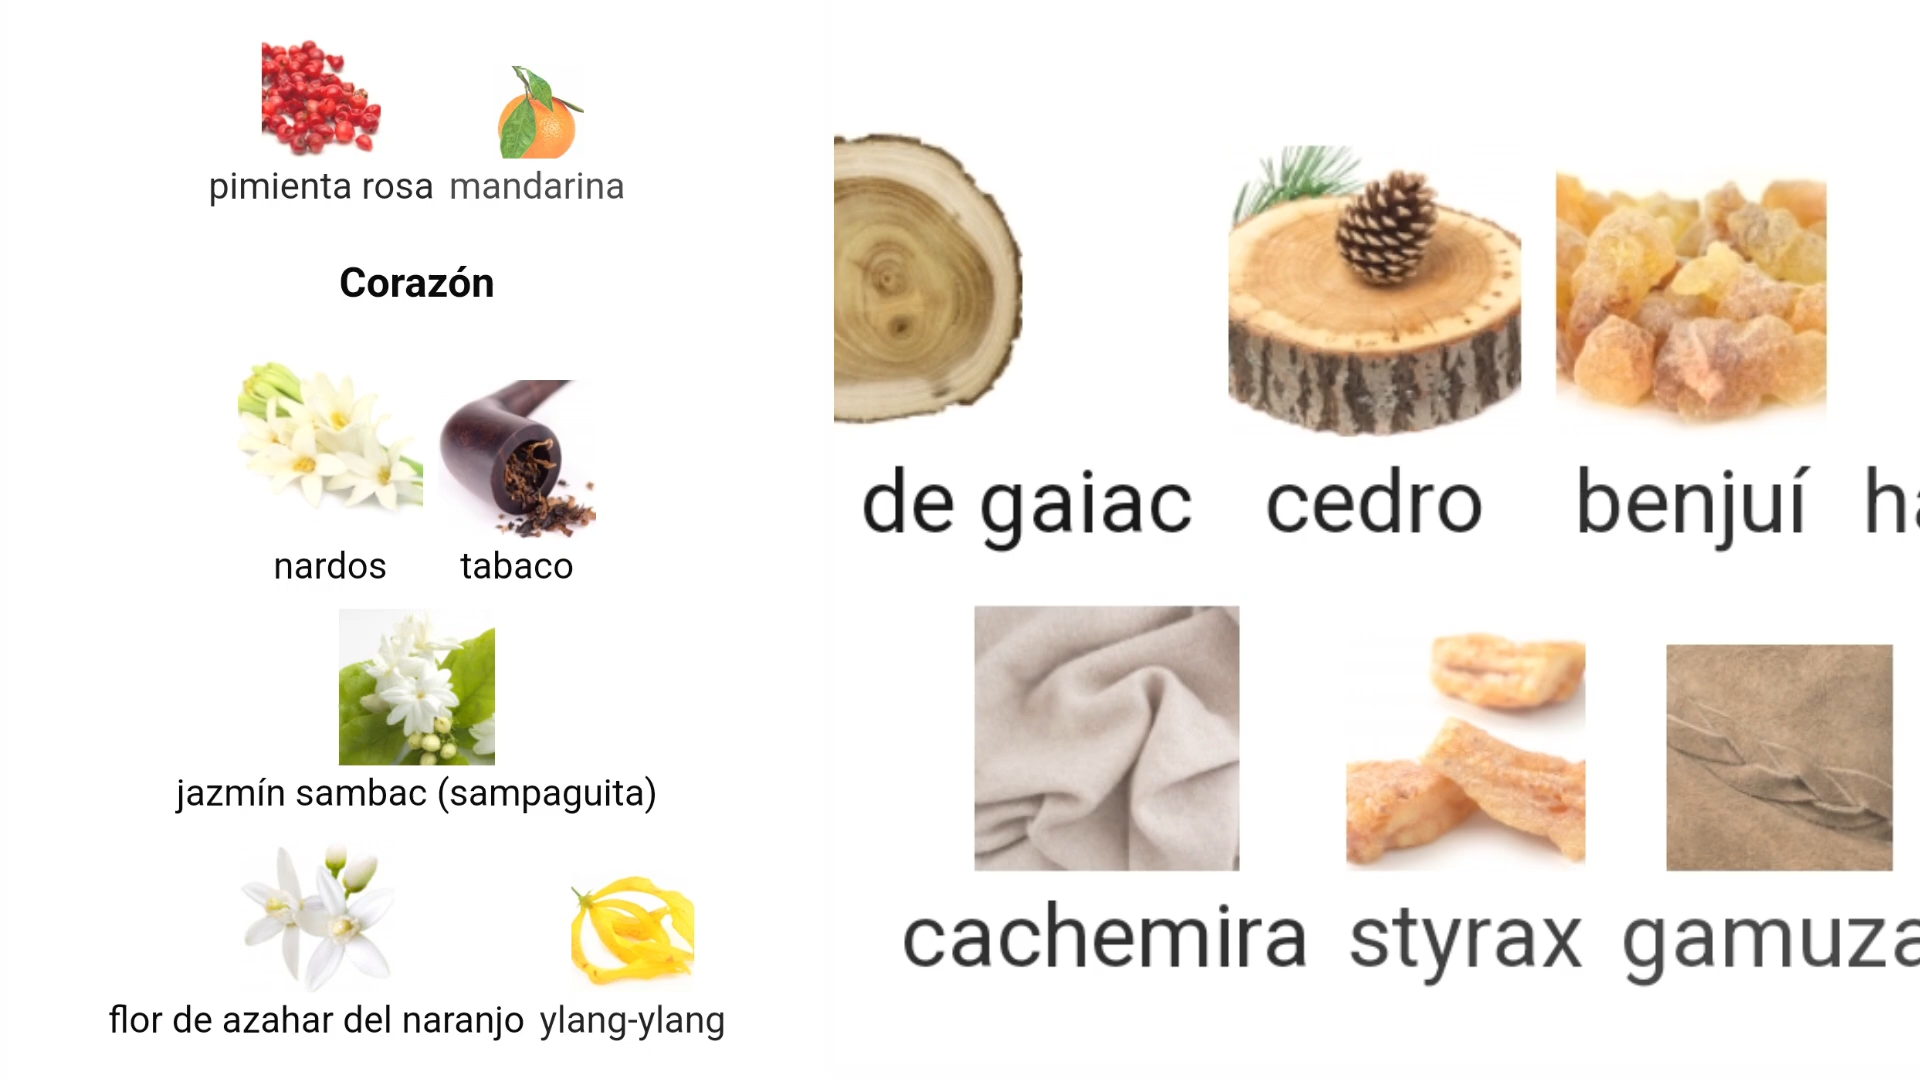 pimienta rosa mandarina
Corazón
nardos tabaco
jazmín sambac (sampaguita)
flor de azahar del naranjo ylang-ylang
de gaiac cedro benjuí
cachemira styrax gamuza